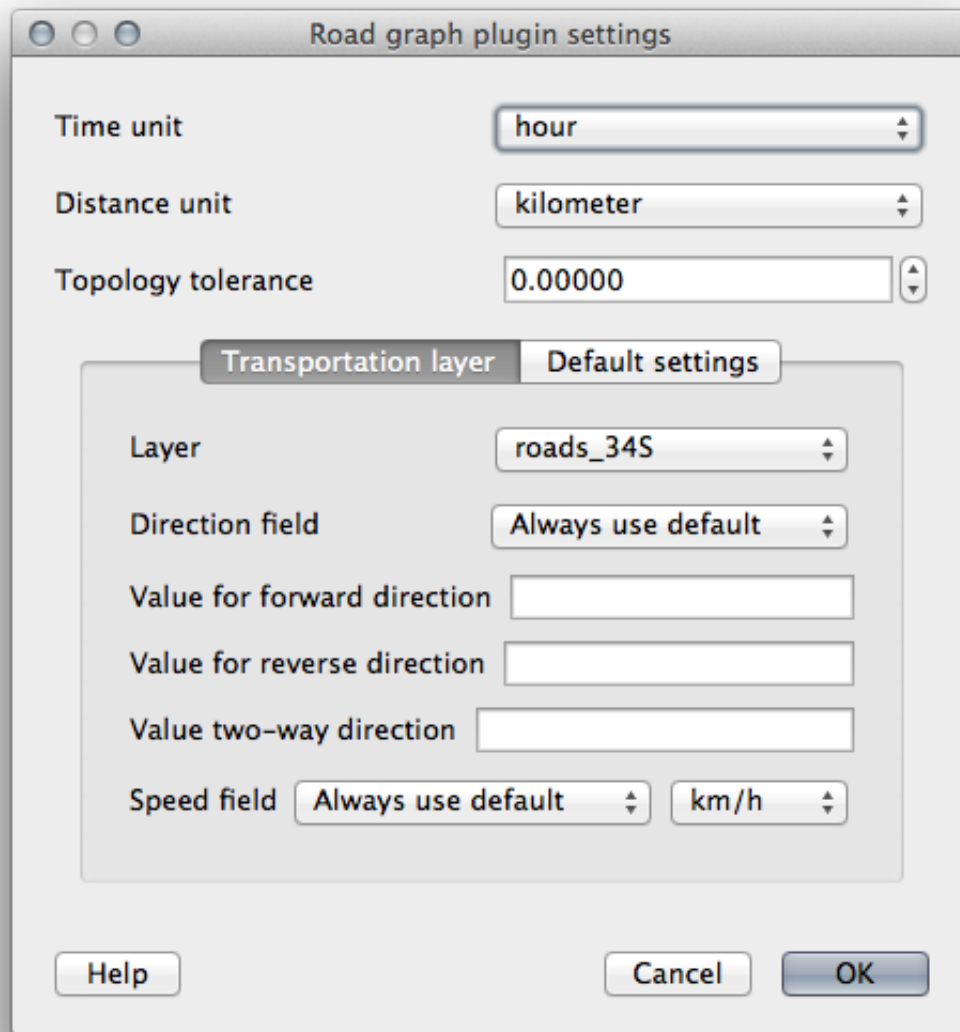 Road graph plugin settings
Time unit hour
Distance unit kilometer
Topology tolerance 0.00000
Transportation layer Default settings
Layer roads_34S
Direction field Always use default
Value for forward direction
Value for reverse direction
Value two-way direction
Speed field Always use default km/h
Help Cancel OK